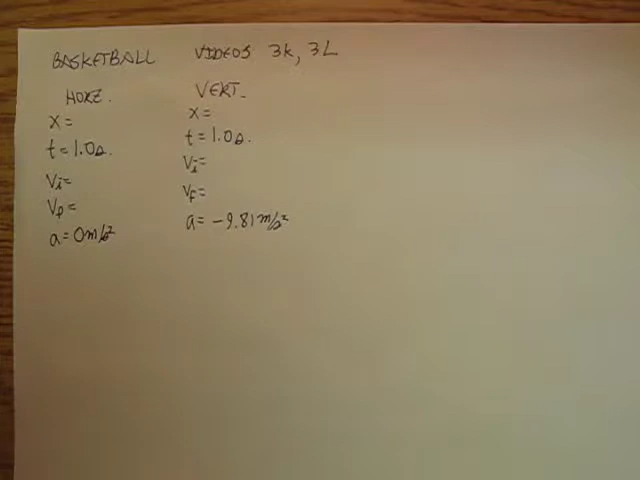 BASKETBALL VIDEOS 3K, 3L
HORZ. VERT.
x= x=
t=1.0s. t=1.0s.
Vi= Vi=
Vf= Vf=
a=0m/s² a=-9.81m/s²